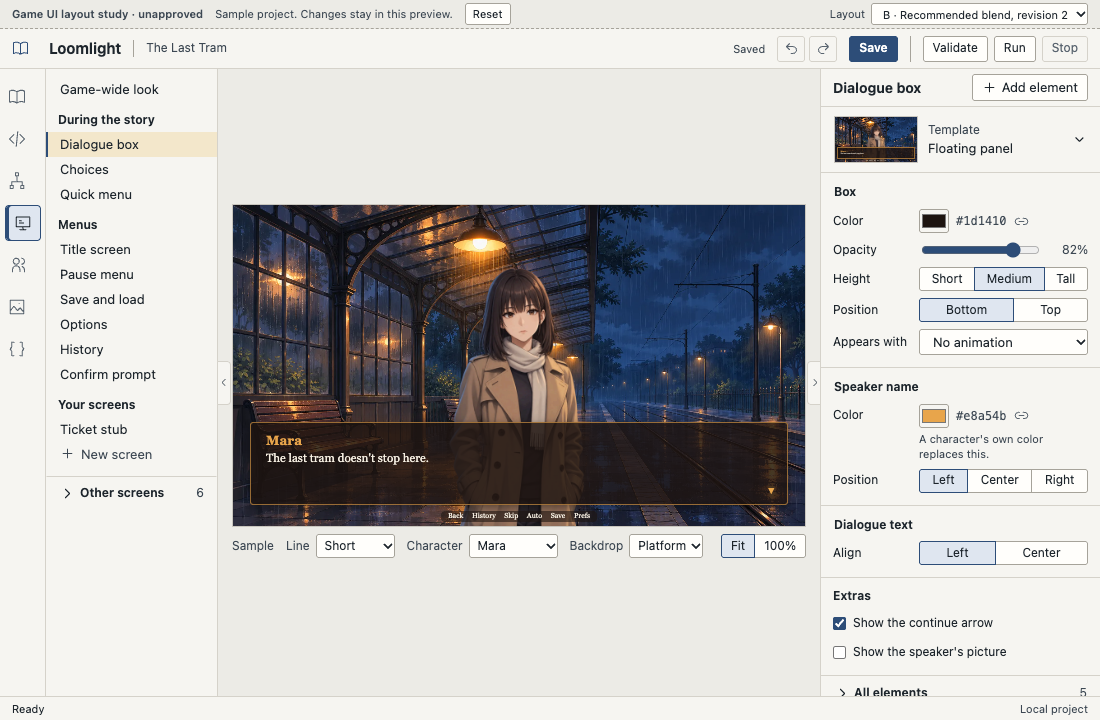 Game UI layout study · unapproved Sample project. Changes stay in this preview. Reset Layout B · Recommended blend, revision 2
Loomlight The Last Tram Saved Save Validate Run Stop
Game-wide look
During the story
Dialogue box
Choices
Quick menu
Menus
Title screen
Pause menu
Save and load
Options
History
Confirm prompt
Your screens
Ticket stub
+ New screen
Other screens 6
Mara
The last tram doesn't stop here.
Back History Skip Auto Save Prefs
Sample Line Short Character Mara Backdrop Platform Fit 100%
Dialogue box + Add element
Template
Floating panel
Box
Color #1d1410
Opacity 82%
Height Short Medium Tall
Position Bottom Top
Appears with No animation
Speaker name
Color #e8a54b
A character's own color
replaces this.
Position Left Center Right
Dialogue text
Align Left Center
Extras
Show the continue arrow
Show the speaker's picture
All elements 5
Ready Local project